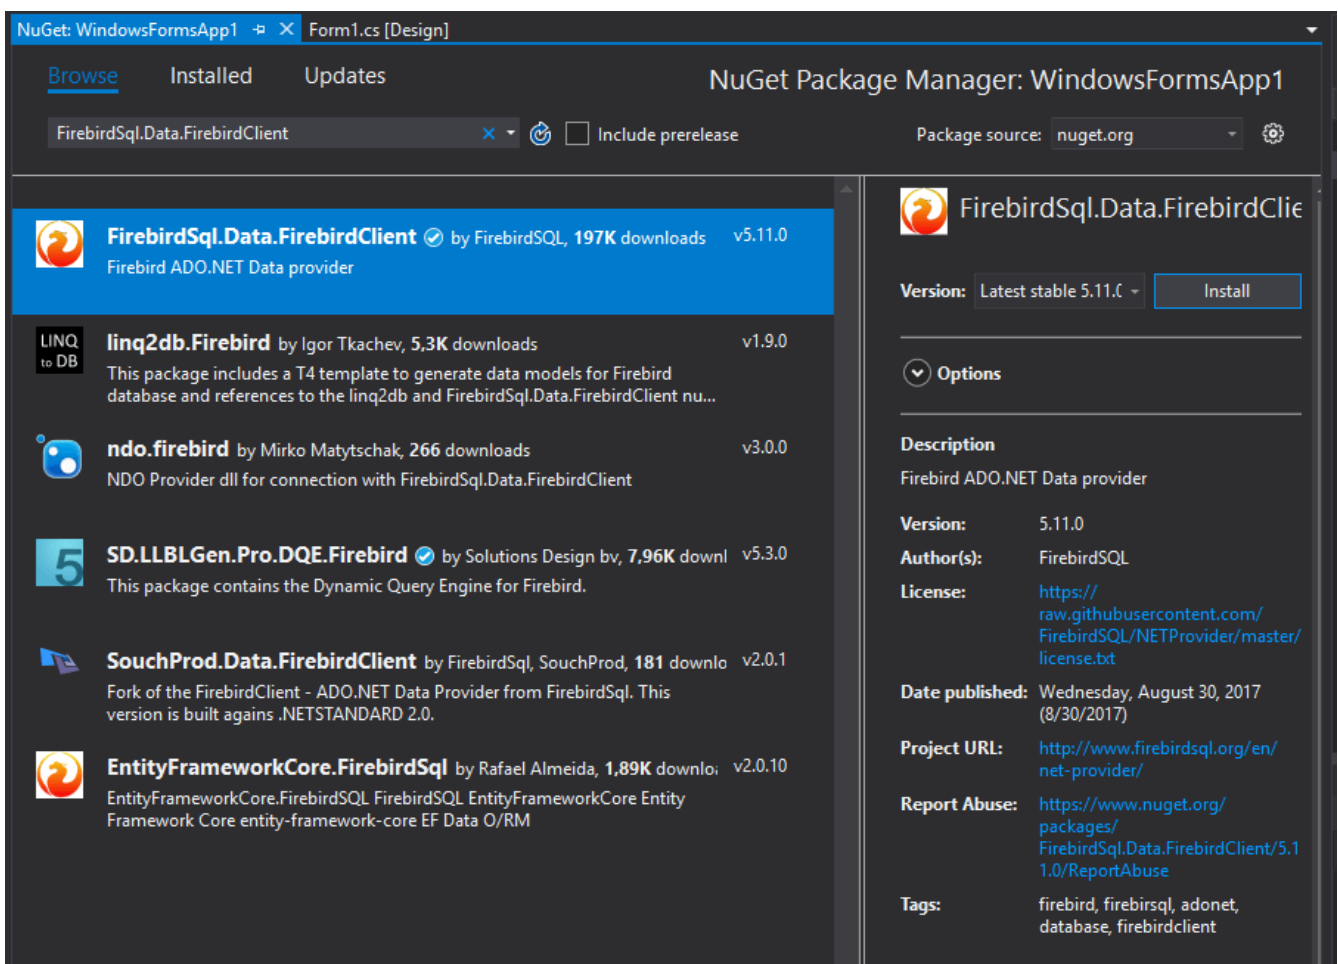 NuGet: WindowsFormsApp1
Form1.cs [Design]
Browse
Installed
Updates
NuGet Package Manager: WindowsFormsApp1
FirebirdSql.Data.FirebirdClient
Include prerelease
Package source: nuget.org
FirebirdSql.Data.FirebirdClient by FirebirdSQL, 197K downloads v5.11.0
Firebird ADO.NET Data provider
LINQ
to DB
linq2db.Firebird by Igor Tkachev, 5,3K downloads v1.9.0
This package includes a T4 template to generate data models for Firebird
database and references to the linq2db and FirebirdSql.Data.FirebirdClient nu...
ndo.firebird by Mirko Matytschak, 266 downloads v3.0.0
NDO Provider dll for connection with FirebirdSql.Data.FirebirdClient
5
SD.LLBLGen.Pro.DQE.Firebird by Solutions Design bv, 7,96K downl v5.3.0
This package contains the Dynamic Query Engine for Firebird.
SouchProd.Data.FirebirdClient by FirebirdSql, SouchProd, 181 downlo v2.0.1
Fork of the FirebirdClient - ADO.NET Data Provider from FirebirdSql. This
version is built agains .NETSTANDARD 2.0.
EntityFrameworkCore.FirebirdSql by Rafael Almeida, 1,89K downlo v2.0.10
EntityFrameworkCore.FirebirdSQL FirebirdSQL EntityFrameworkCore Entity
Framework Core entity-framework-core EF Data O/RM
FirebirdSql.Data.FirebirdClie
Version: Latest stable 5.11.0
Install
Options
Description
Firebird ADO.NET Data provider
Version: 5.11.0
Author(s): FirebirdSQL
License: https://
raw.githubusercontent.com/
FirebirdSQL/NETProvider/master/
license.txt
Date published: Wednesday, August 30, 2017
(8/30/2017)
Project URL: http://www.firebirdsql.org/en/
net-provider/
Report Abuse: https://www.nuget.org/
packages/
FirebirdSql.Data.FirebirdClient/5.1
1.0/ReportAbuse
Tags: firebird, firebirsql, adonet,
database, firebirdclient